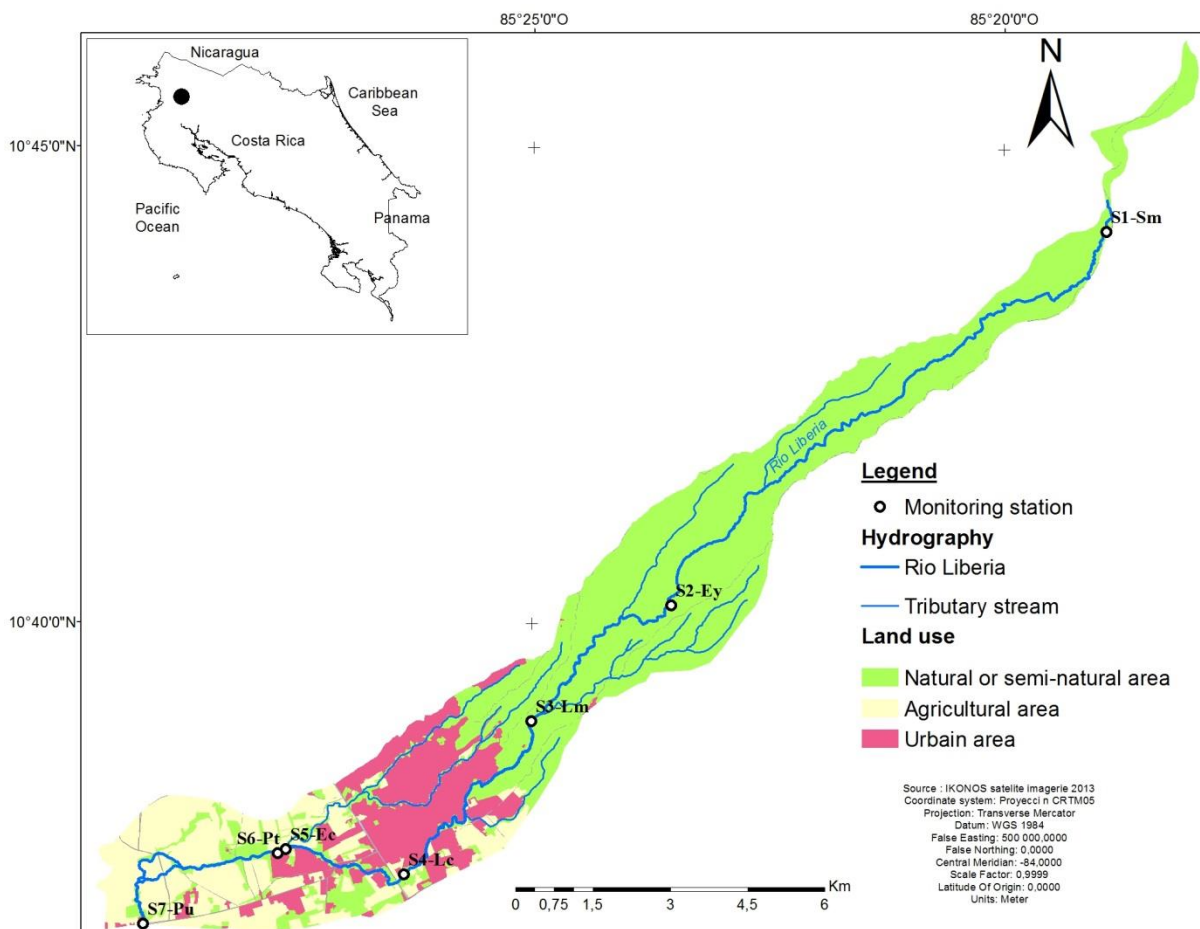 85°25'0"O
85°20'0"O
10°45'0"N
10°40'0"N
Nicaragua
Caribbean
Sea
Costa Rica
Pacific
Ocean
Panama
N
S1-Sm
Rio Liberia
S2-Ey
S3-Lm
S6-Pt
S5-Ec
S4-Lc
S7-Pu
Legend
Monitoring station
Hydrography
Rio Liberia
Tributary stream
Land use
Natural or semi-natural area
Agricultural area
Urbain area
Source : IKONOS satelite imagerie 2013
Coordinate system: Proyecci n CRTM05
Projection: Transverse Mercator
Datum: WGS 1984
False Easting: 500 000,0000
False Northing: 0,0000
Central Meridian: -84,0000
Scale Factor: 0,9999
Latitude Of Origin: 0,0000
Units: Meter
Km
0 0,75 1,5 3 4,5 6